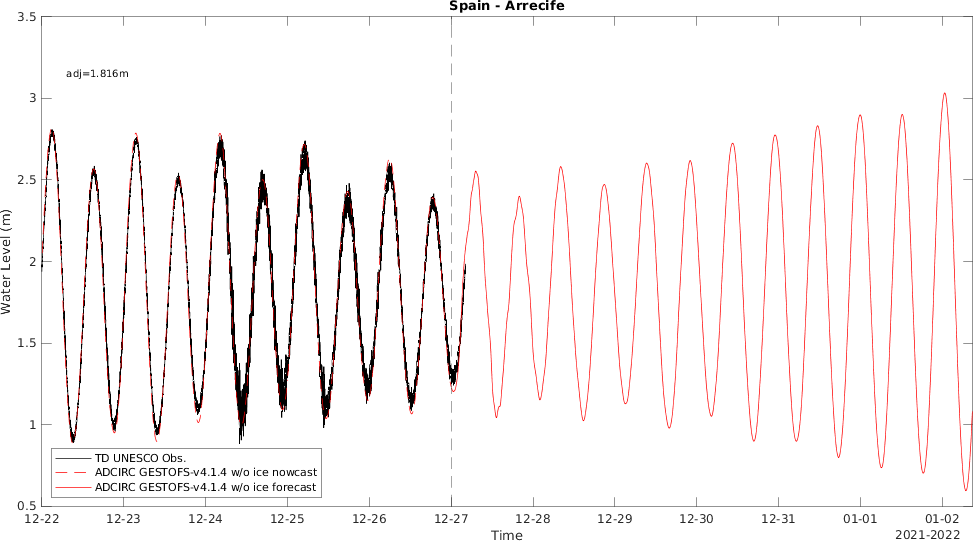 Spain - Arrecife
3.5
adj=1.816m
3
2.5
2
Water Level (m)
1.5
1
TD UNESCO Obs.
ADCIRC GESTOFS-v4.1.4 w/o ice nowcast
ADCIRC GESTOFS-v4.1.4 w/o ice forecast
0.5
12-22 12-23 12-24 12-25 12-26 12-27 12-28 12-29 12-30 12-31 01-01 01-02
Time
2021-2022